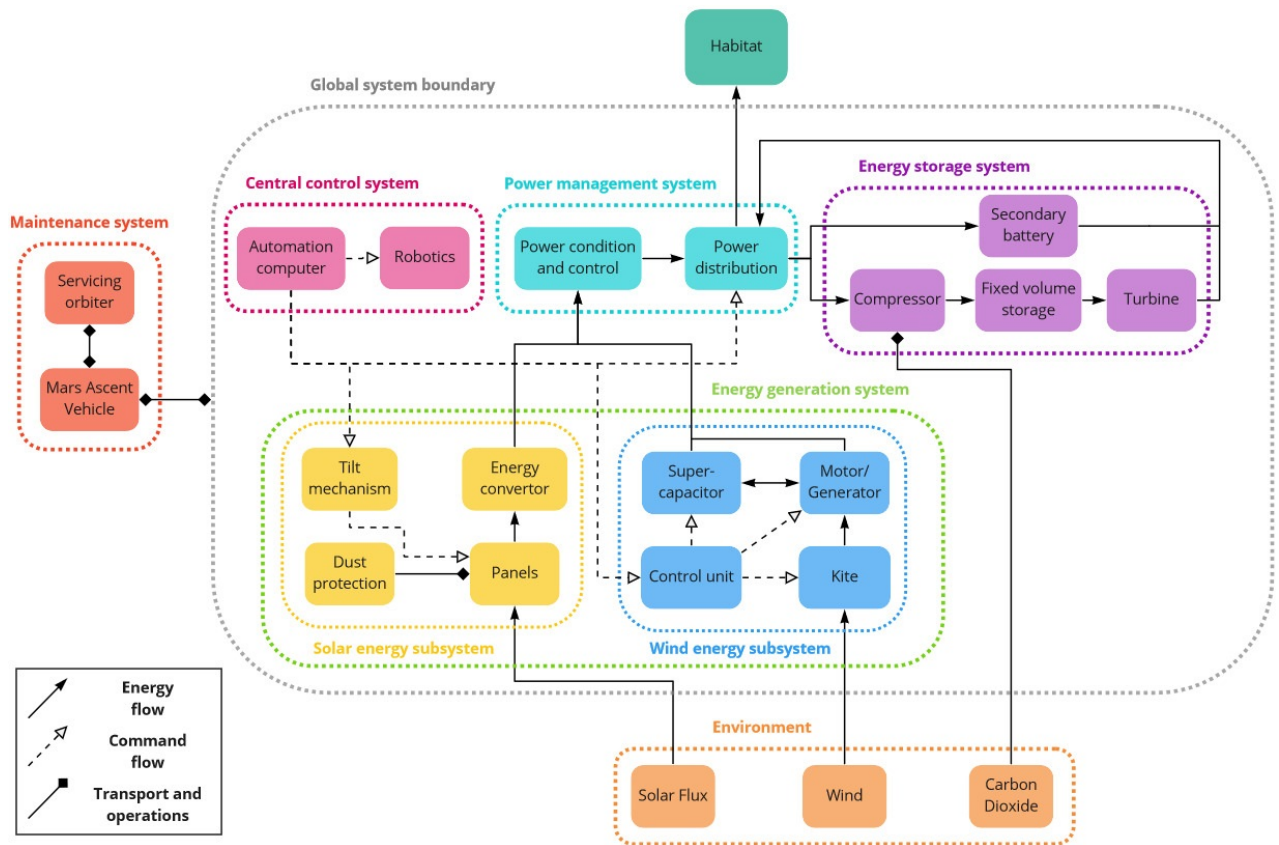 Habitat
Global system boundary
Energy storage system
Central control system
Power management system
Maintenance system
Secondary
battery
Automation
computer
Robotics
Power condition
and control
Power
distribution
Servicing
orbiter
Compressor
Fixed volume
storage
Turbine
Mars Ascent
Vehicle
Energy generation system
Tilt
mechanism
Energy
convertor
Super-
capacitor
Motor/
Generator
Dust
protection
Panels
Control unit
Kite
Solar energy subsystem
Wind energy subsystem
Energy
flow
Command
flow
Transport and
operations
Environment
Solar Flux
Wind
Carbon
Dioxide